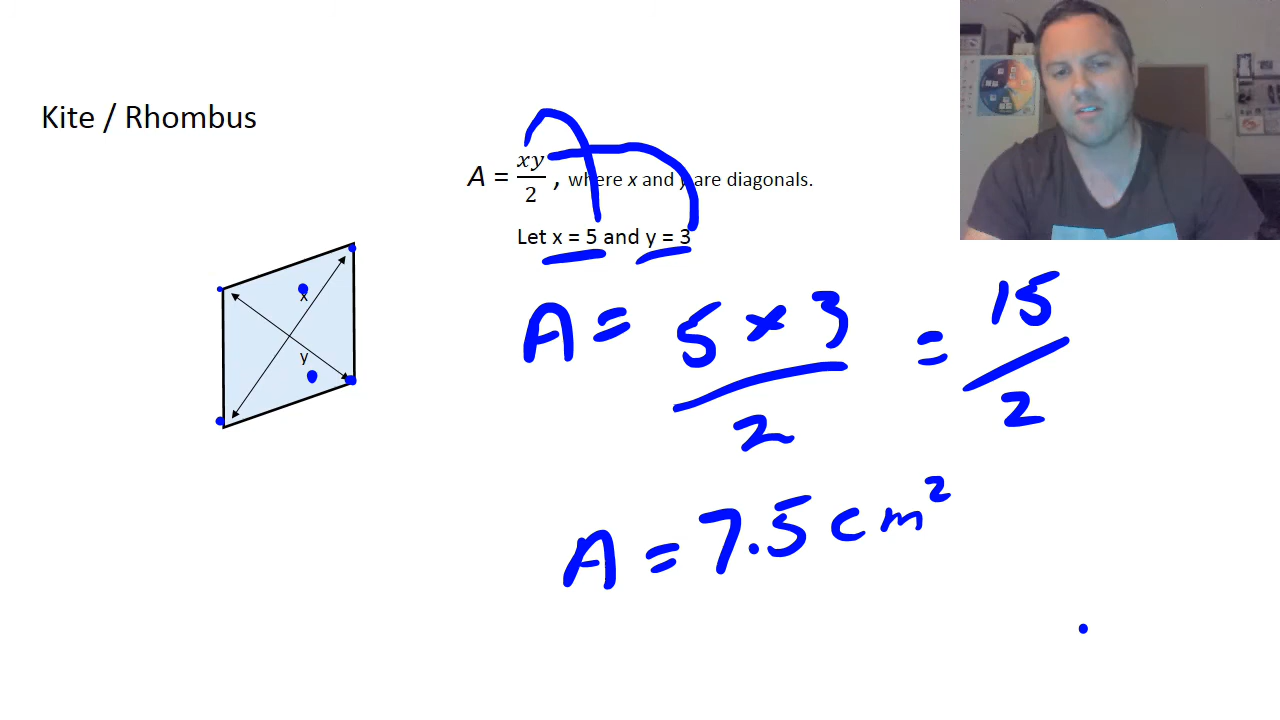 Kite / Rhombus
A = xy/2 , where x and y are diagonals.
Let x = 5 and y = 3
x
y
A = 5 × 3 / 2 = 15/2
A = 7.5 cm²